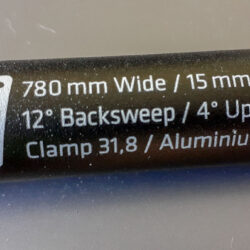 780 mm Wide / 15 mm
12° Backsweep / 4° Up
Clamp 31,8 / Aluminiu